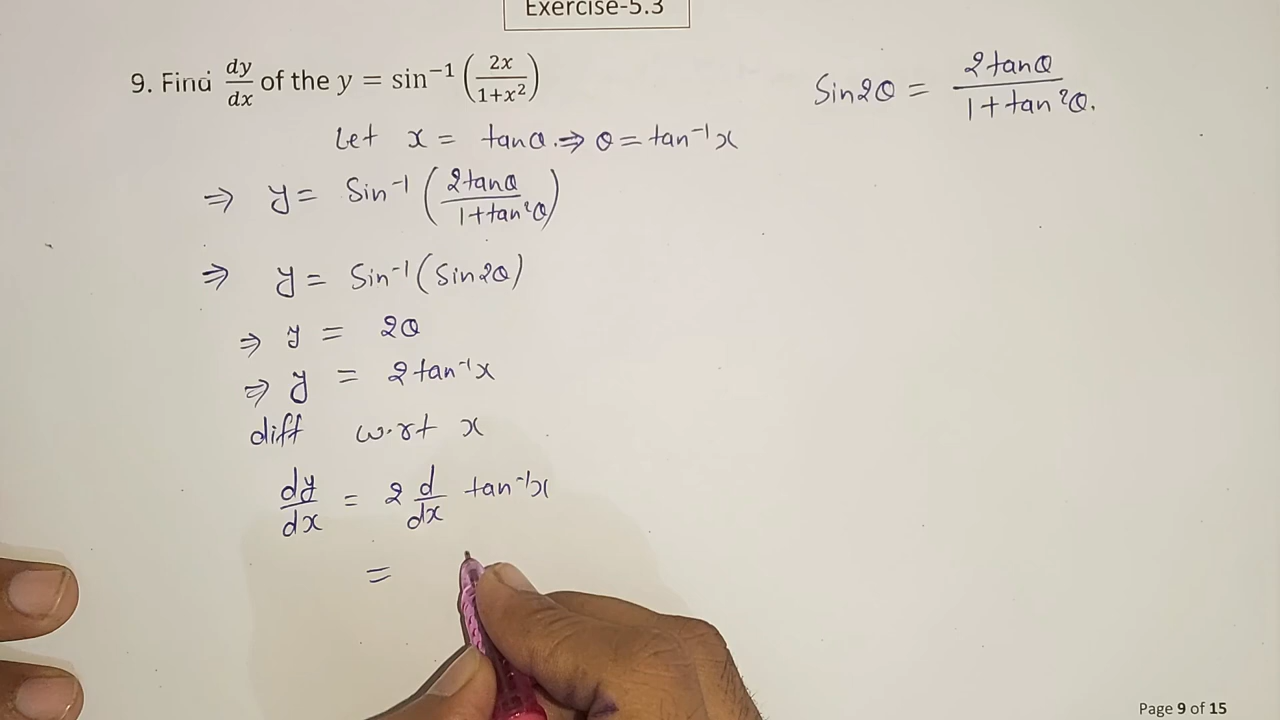 Exercise-5.3
9. Find dy/dx of the y = sin⁻¹ (2x/1+x²)
Sin2θ = 2tanθ/1+tan²θ.
Let x = tanθ. ⇒ θ = tan⁻¹x
⇒ y = Sin⁻¹ (2tanθ/1+tan²θ)
⇒ y = Sin⁻¹(Sin2θ)
⇒ y = 2θ
⇒ y = 2tan⁻¹x
diff w.r.t x
dy/dx = 2 d/dx tan⁻¹x
=
Page 9 of 15